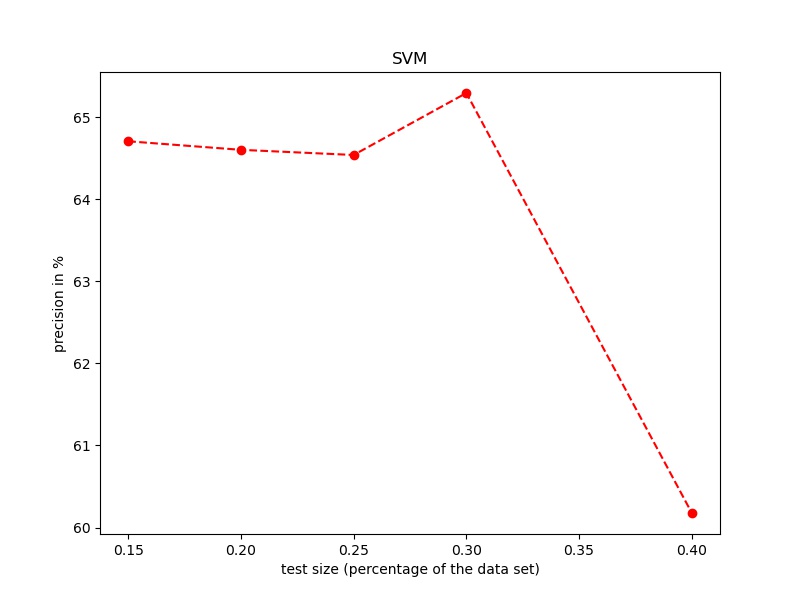 SVM
65
64
63
62
61
60
precision in %
0.15 0.20 0.25 0.30 0.35 0.40
test size (percentage of the data set)